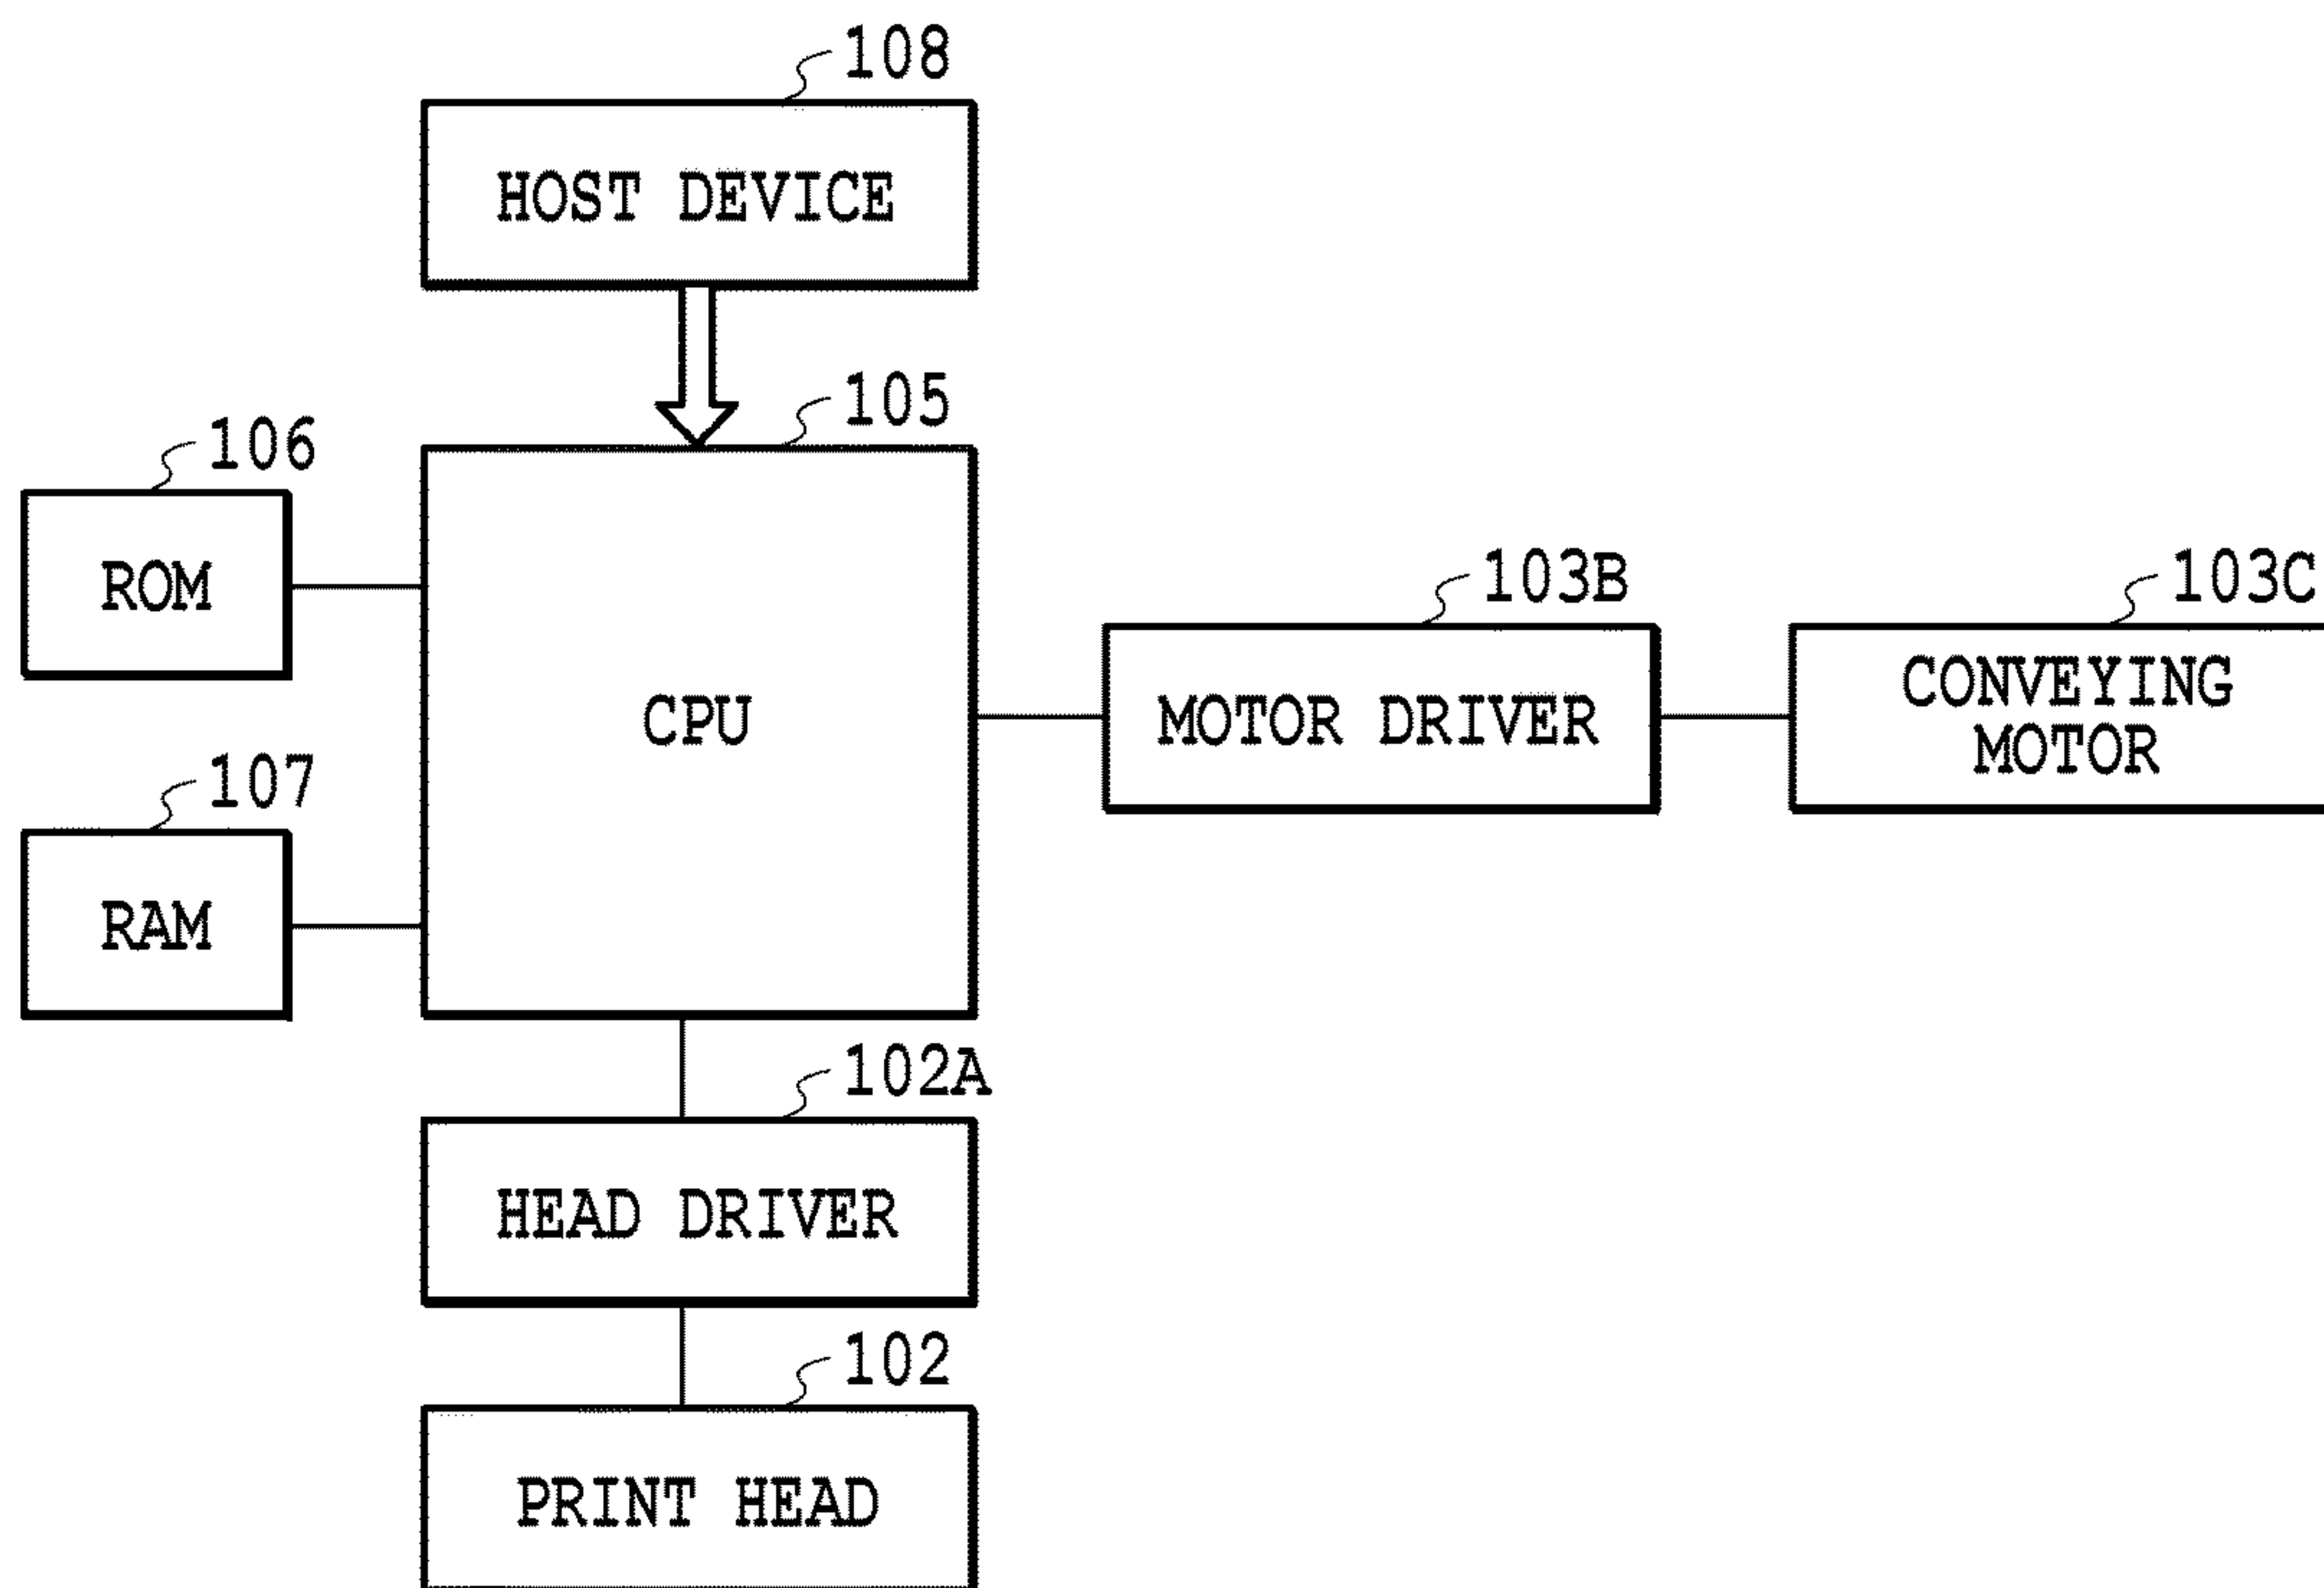 108
HOST DEVICE
105
106
ROM
CPU
103B
MOTOR DRIVER
103C
CONVEYING
MOTOR
107
RAM
102A
HEAD DRIVER
102
PRINT HEAD